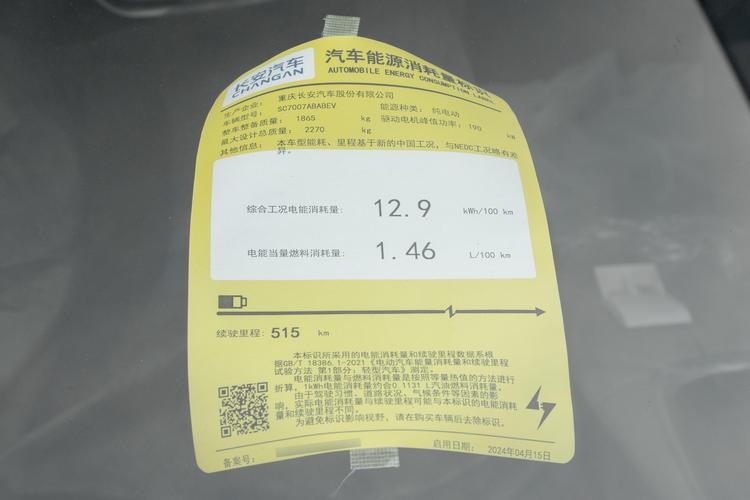 长安汽车
CHANGAN
汽车能源消耗量标识
AUTOMOBILE ENERGY CONSUMPTION LABEL
生产企业： 重庆长安汽车股份有限公司
车辆型号： SC7007ABABEV 能源种类： 纯电动
整车整备质量： 1865 kg 驱动电机峰值功率： 190 kW
最大设计总质量： 2270 kg
其他信息： 本车型能耗、里程基于新的中国工况，与NEDC工况略有差
异。
综合工况电能消耗量： 12.9 kWh/100 km
电能当量燃料消耗量： 1.46 L/100 km
续驶里程： 515 km
本标识所采用的电能消耗量和续驶里程数据系根
据GB/T 18386.1-2021《电动汽车能量消耗量和续驶里程
试验方法 第1部分：轻型汽车》测定。
电能消耗量与燃料消耗量是按照等量热值的方法进行
折算，1kWh电能消耗量约合0.1131 L汽油燃料消耗量。
由于驾驶习惯、道路状况、气候条件等因素的影
响，实际电能消耗量与续驶里程可能与本标识的电能消耗
量和续驶里程不同。
为避免标识影响视野，请在购买车辆后去除标识。
备案号： 启用日期： 2024年04月15日